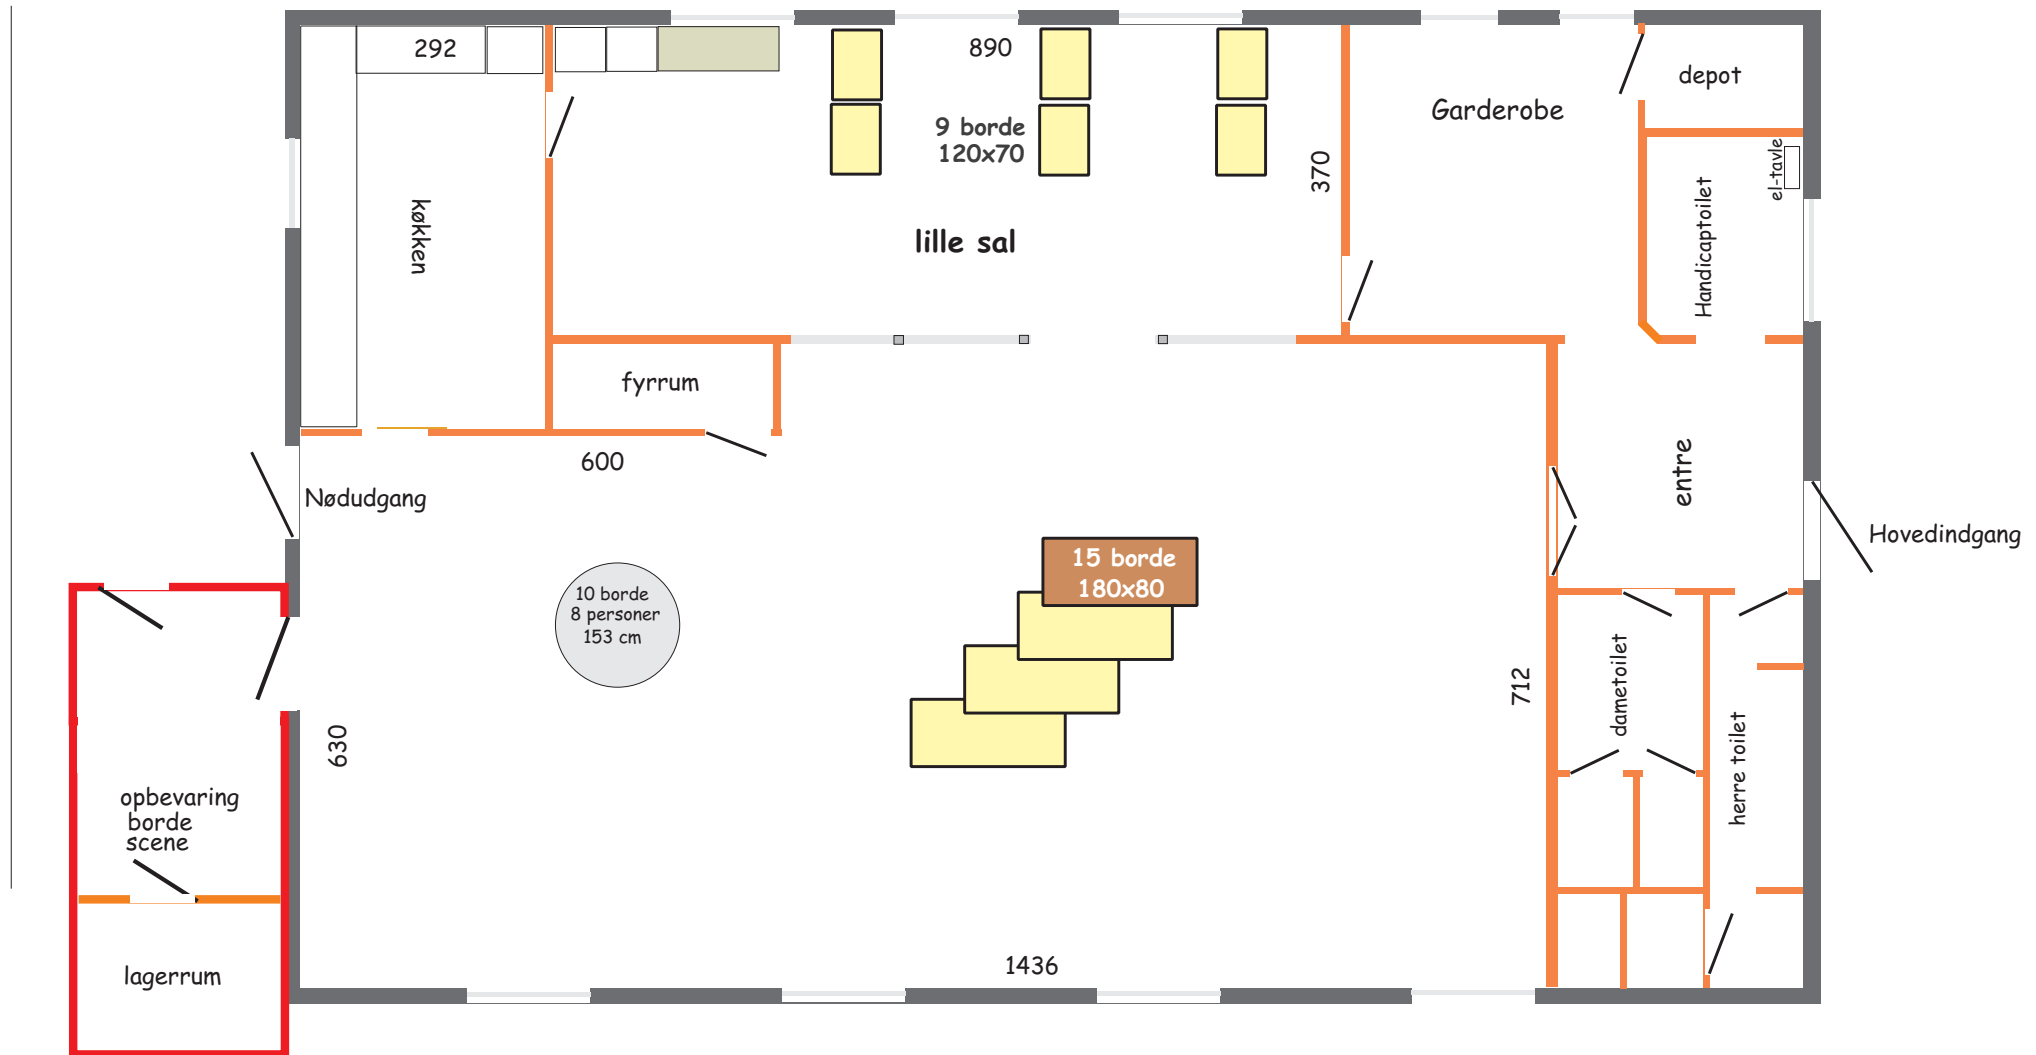 292
890
depot
Garderobe
9 borde
120x70
370
el-tavle
køkken
Handicaptoilet
lille sal
fyrrum
600
Nødudgang
entre
Hovedindgang
15 borde
180x80
10 borde
8 personer
153 cm
dametoilet
712
630
herre toilet
opbevaring
borde
scene
1436
lagerrum